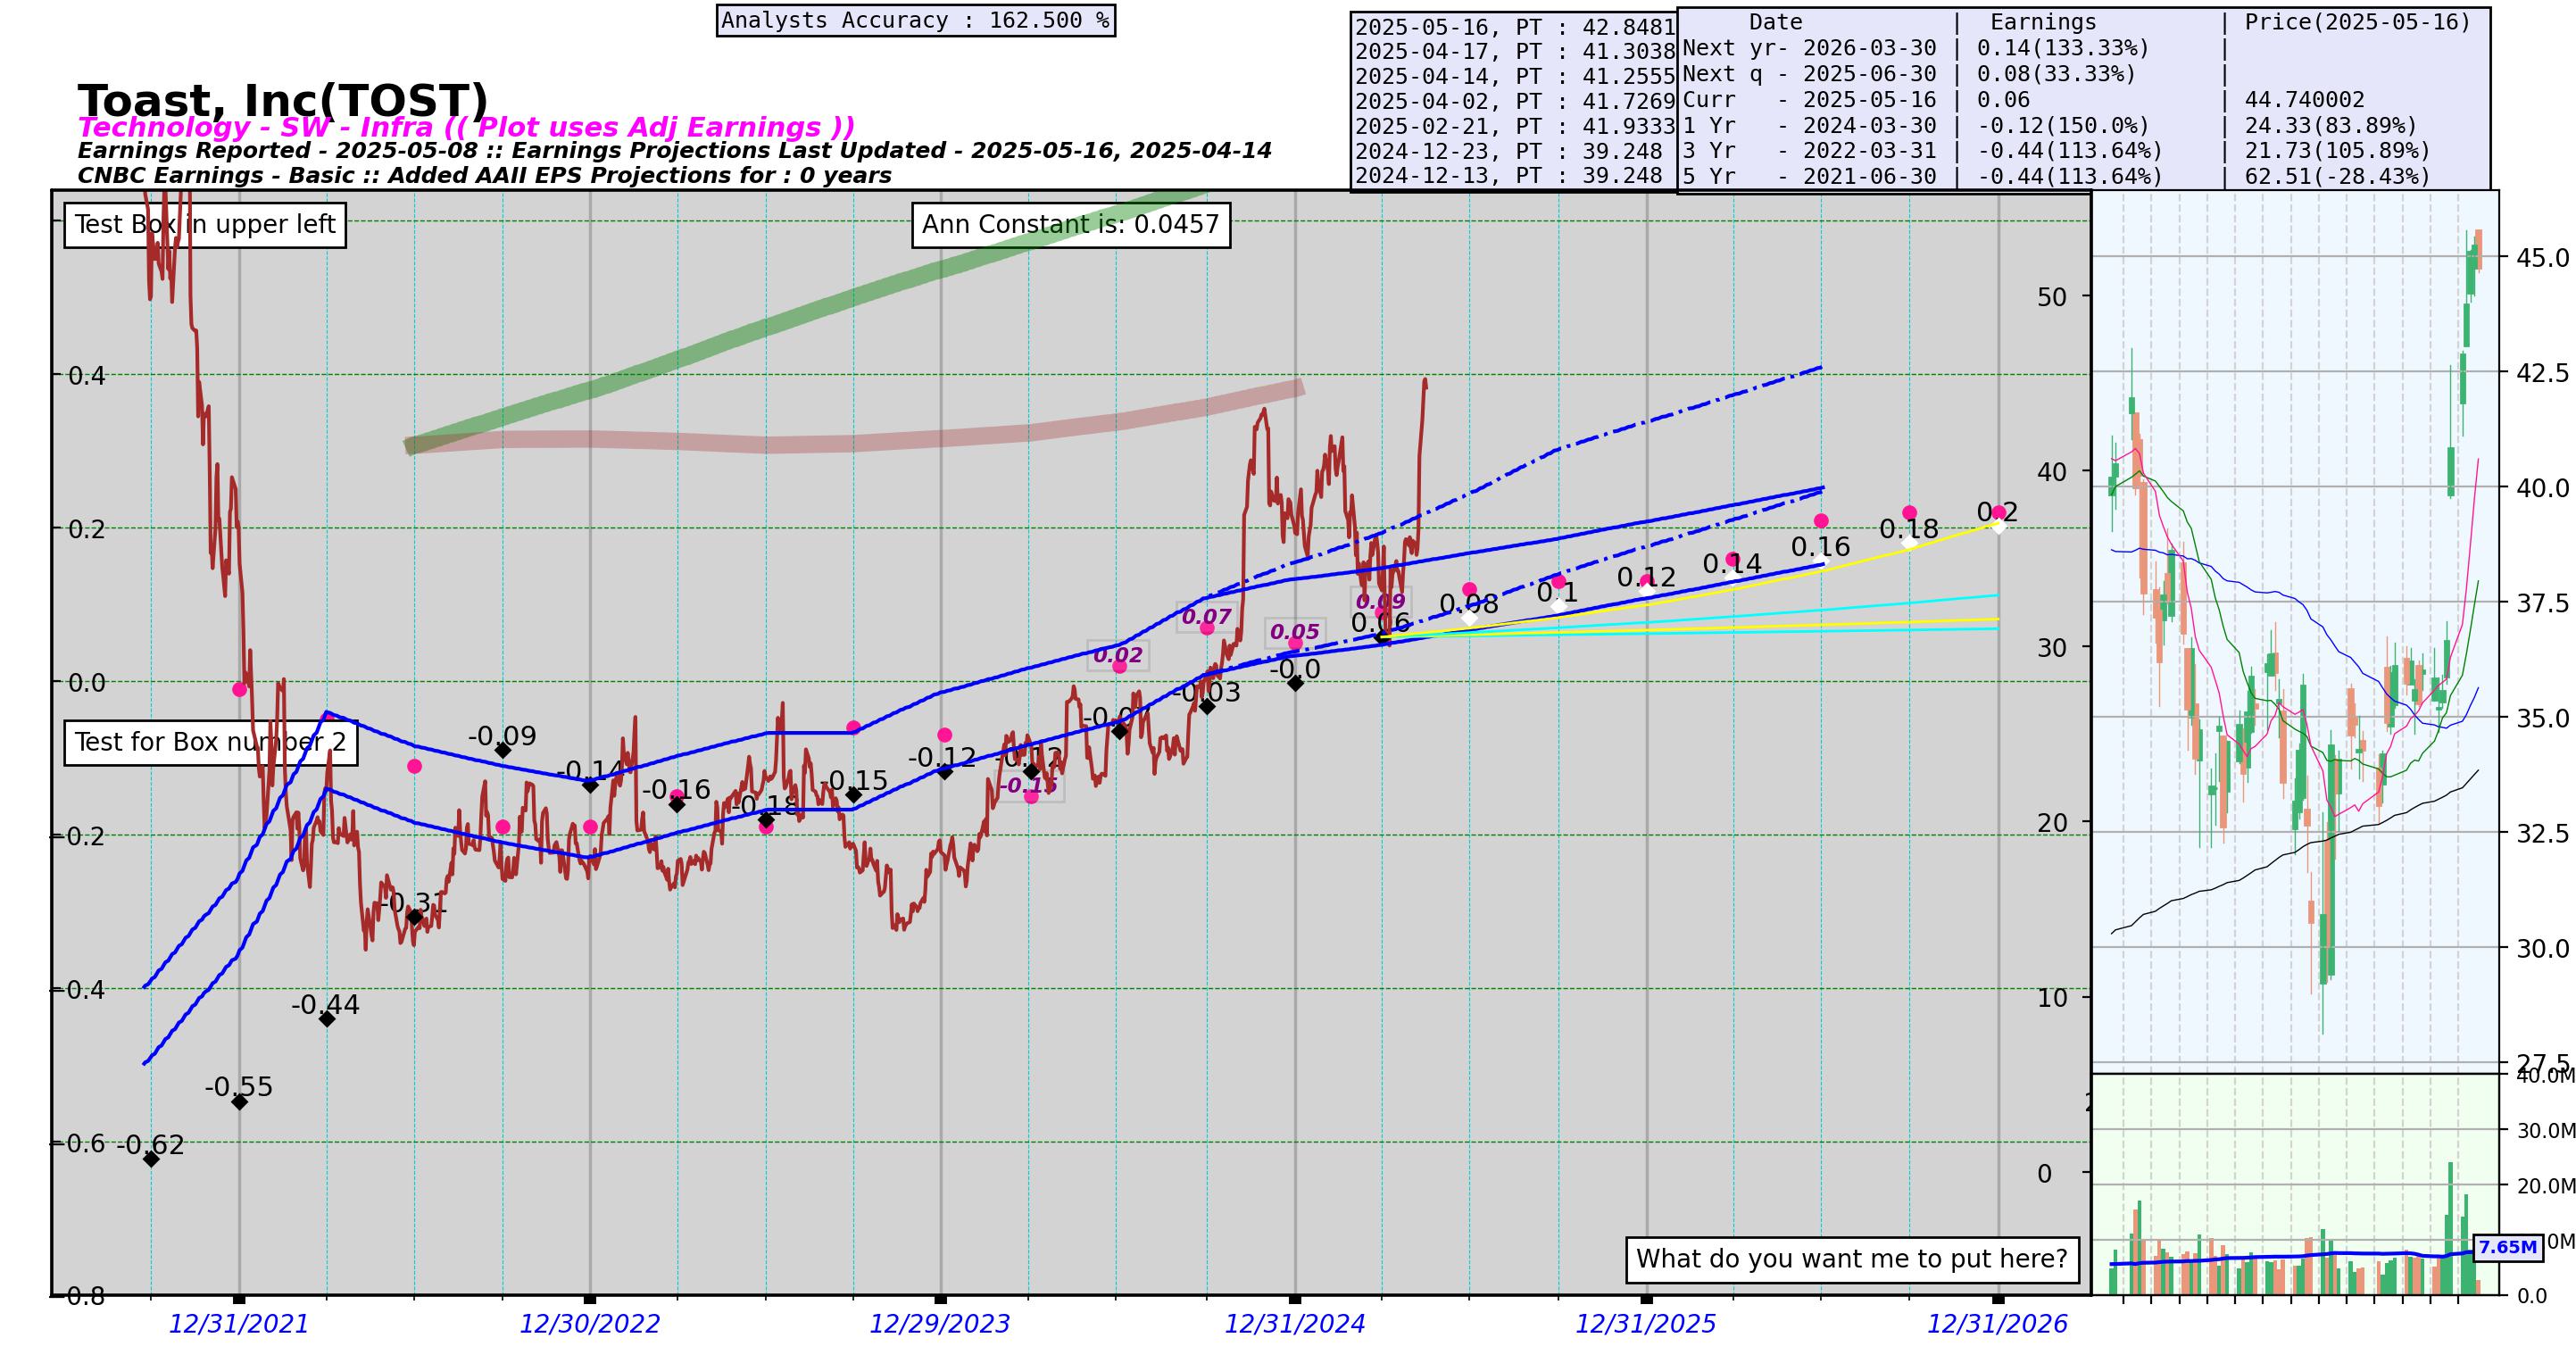 Analysts Accuracy : 162.500 %
2025-05-16, PT : 42.8481
2025-04-17, PT : 41.3038
2025-04-14, PT : 41.2555
2025-04-02, PT : 41.7269
2025-02-21, PT : 41.9333
2024-12-23, PT : 39.248
2024-12-13, PT : 39.248
Date | Earnings | Price(2025-05-16)
Next yr- 2026-03-30 | 0.14(133.33%) |
Next q - 2025-06-30 | 0.08(33.33%) |
Curr - 2025-05-16 | 0.06 | 44.740002
1 Yr - 2024-03-30 | -0.12(150.0%) | 24.33(83.89%)
3 Yr - 2022-03-31 | -0.44(113.64%) | 21.73(105.89%)
5 Yr - 2021-06-30 | -0.44(113.64%) | 62.51(-28.43%)
Toast, Inc(TOST)
Technology - SW - Infra (( Plot uses Adj Earnings ))
Earnings Reported - 2025-05-08 :: Earnings Projections Last Updated - 2025-05-16, 2025-04-14
CNBC Earnings - Basic :: Added AAII EPS Projections for : 0 years
Test Box in upper left
Ann Constant is: 0.0457
Test for Box number 2
What do you want me to put here?
0.4
0.2
0.0
-0.2
-0.4
-0.6
-0.8
-0.62
-0.55
-0.44
-0.31
-0.09
-0.14
-0.16
-0.18
-0.15
-0.12
-0.12
-0.15
-0.07
0.02
-0.03
0.07
-0.0
0.05
0.06
0.09
0.08
0.1
0.12
0.14
0.16
0.18
0.2
50
40
30
20
10
0
45.0
42.5
40.0
37.5
35.0
32.5
30.0
27.5
40.0M
30.0M
20.0M
7.65M
0.0
12/31/2021
12/30/2022
12/29/2023
12/31/2024
12/31/2025
12/31/2026